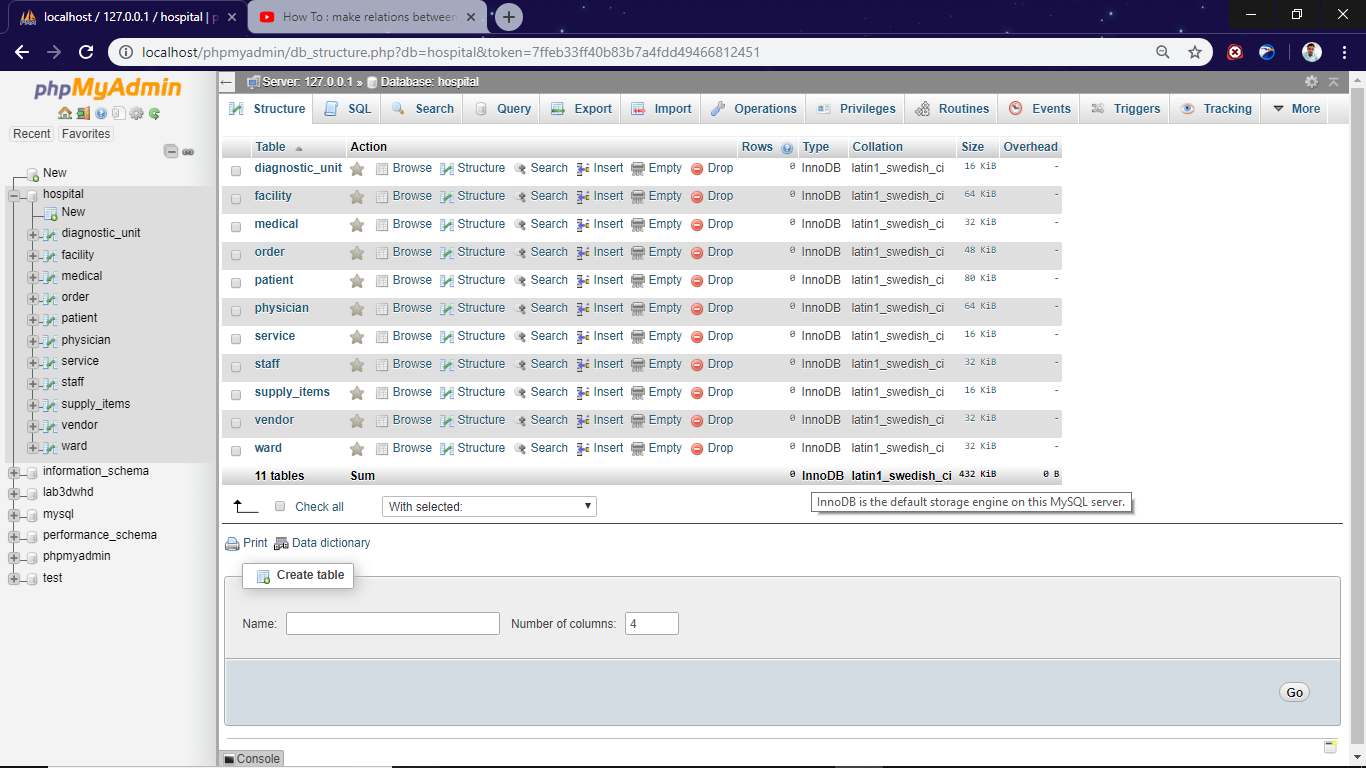 localhost / 127.0.0.1 / hospital | p
How To : make relations between
localhost/phpmyadmin/db_structure.php?db=hospital&token=7ffeb33ff40b83b7a4fdd49466812451
phpMyAdmin
Recent Favorites
New
hospital
New
diagnostic_unit
facility
medical
order
patient
physician
service
staff
supply_items
vendor
ward
information_schema
lab3dwhd
mysql
performance_schema
phpmyadmin
test
Server: 127.0.0.1 » Database: hospital
Structure SQL Search Query Export Import Operations Privileges Routines Events Triggers Tracking More
Table Action Rows Type Collation Size Overhead
diagnostic_unit Browse Structure Search Insert Empty Drop 0 InnoDB latin1_swedish_ci 16 KiB -
facility Browse Structure Search Insert Empty Drop 0 InnoDB latin1_swedish_ci 64 KiB -
medical Browse Structure Search Insert Empty Drop 0 InnoDB latin1_swedish_ci 32 KiB -
order Browse Structure Search Insert Empty Drop 0 InnoDB latin1_swedish_ci 48 KiB -
patient Browse Structure Search Insert Empty Drop 0 InnoDB latin1_swedish_ci 80 KiB -
physician Browse Structure Search Insert Empty Drop 0 InnoDB latin1_swedish_ci 64 KiB -
service Browse Structure Search Insert Empty Drop 0 InnoDB latin1_swedish_ci 16 KiB -
staff Browse Structure Search Insert Empty Drop 0 InnoDB latin1_swedish_ci 32 KiB -
supply_items Browse Structure Search Insert Empty Drop 0 InnoDB latin1_swedish_ci 16 KiB -
vendor Browse Structure Search Insert Empty Drop 0 InnoDB latin1_swedish_ci 32 KiB -
ward Browse Structure Search Insert Empty Drop 0 InnoDB latin1_swedish_ci 32 KiB -
11 tables Sum 0 InnoDB latin1_swedish_ci 432 KiB 0 B
InnoDB is the default storage engine on this MySQL server.
Check all With selected:
Print Data dictionary
Create table
Name: Number of columns: 4
Go
Console